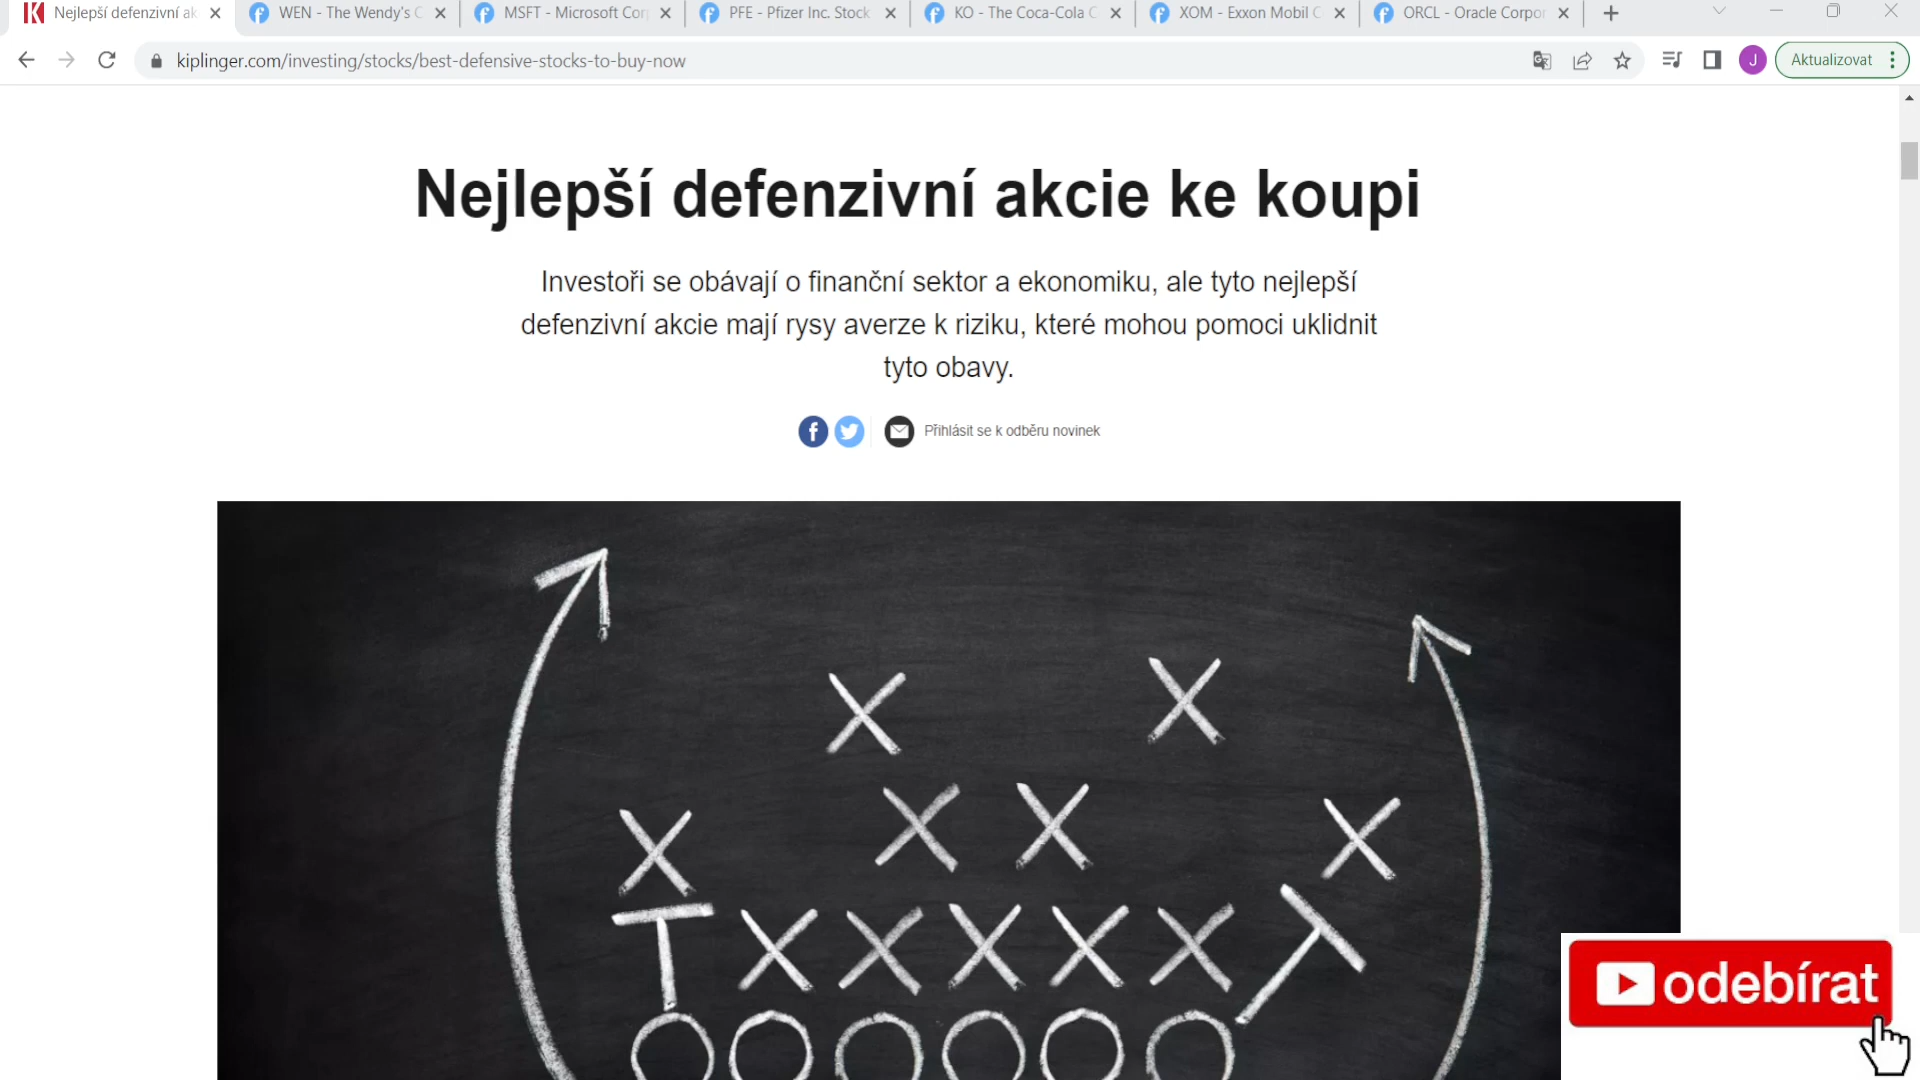 Nejlepší defenzivní ak
WEN - The Wendy's C
MSFT - Microsoft Corp
PFE - Pfizer Inc. Stock
KO - The Coca-Cola C
XOM - Exxon Mobil C
ORCL - Oracle Corpor
kiplinger.com/investing/stocks/best-defensive-stocks-to-buy-now
J
Aktualizovat
Nejlepší defenzivní akcie ke koupi
Investoři se obávají o finanční sektor a ekonomiku, ale tyto nejlepší
defenzivní akcie mají rysy averze k riziku, které mohou pomoci uklidnit
tyto obavy.
Přihlásit se k odběru novinek
odebírat